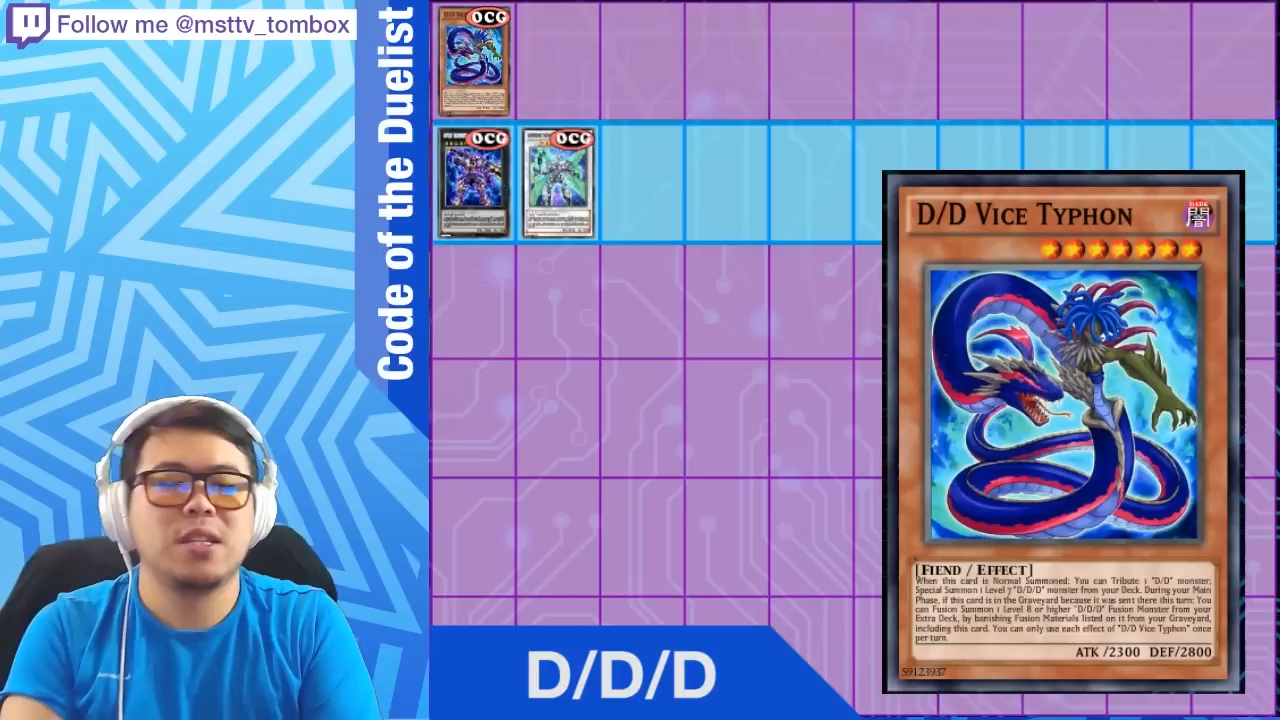 Follow me @msttv_tombox
Code of the Duelist
OCG
OCG
OCG
D/D VICE TYPHON
DARK
闇
[FIEND / EFFECT]
When this card is Normal Summoned: You can Tribute 1 "D/D" monster;
Special Summon 1 Level 7 "D/D/D" monster from your Deck. During your Main
Phase, if this card is in the Graveyard because it was sent there this turn: You
can Fusion Summon 1 Level 8 or higher "D/D/D" Fusion Monster from your
Extra Deck, by banishing Fusion Materials listed on it from your Graveyard,
including this card. You can only use each effect of "D/D Vice Typhon" once
per turn.
ATK /2300 DEF/2800
59123937
D/D/D